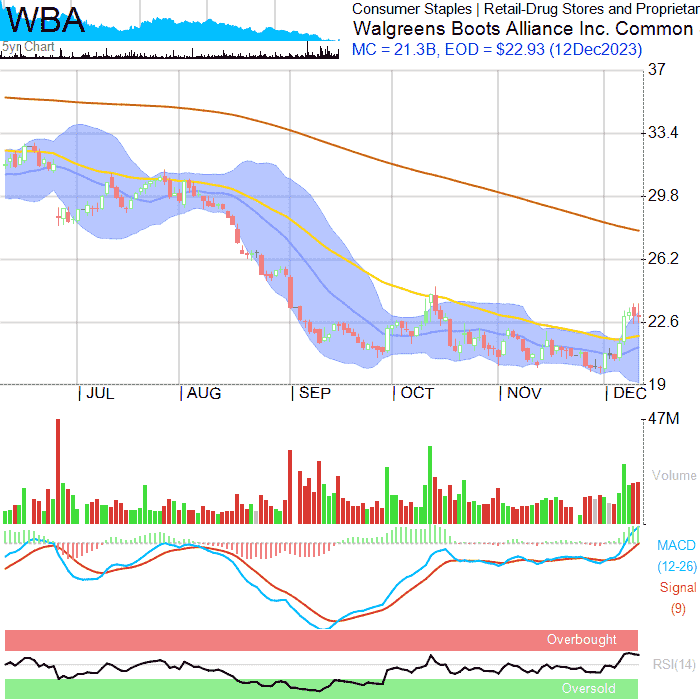 WBA
5yr Chart
Consumer Staples | Retail-Drug Stores and Proprietar
Walgreens Boots Alliance Inc. Common
MC = 21.3B, EOD = $22.93 (12Dec2023)
37
33.4
29.8
26.2
22.6
19
JUL AUG SEP OCT NOV DEC
47M
Volume
MACD
(12-26)
Signal
(9)
Overbought
RSI(14)
Oversold